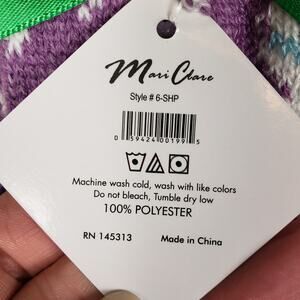 Mari Clare
Style # 6-SHP
0 59424 00199 5
Machine wash cold, wash with like colors
Do not bleach, Tumble dry low
100% POLYESTER
RN 145313 Made in China